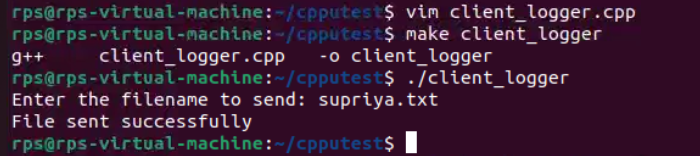 rps@rps-virtual-machine:~/cpputest$ vim client_logger.cpp
rps@rps-virtual-machine:~/cpputest$ make client_logger
g++     client_logger.cpp   -o client_logger
rps@rps-virtual-machine:~/cpputest$ ./client_logger
Enter the filename to send: supriya.txt
File sent successfully
rps@rps-virtual-machine:~/cpputest$